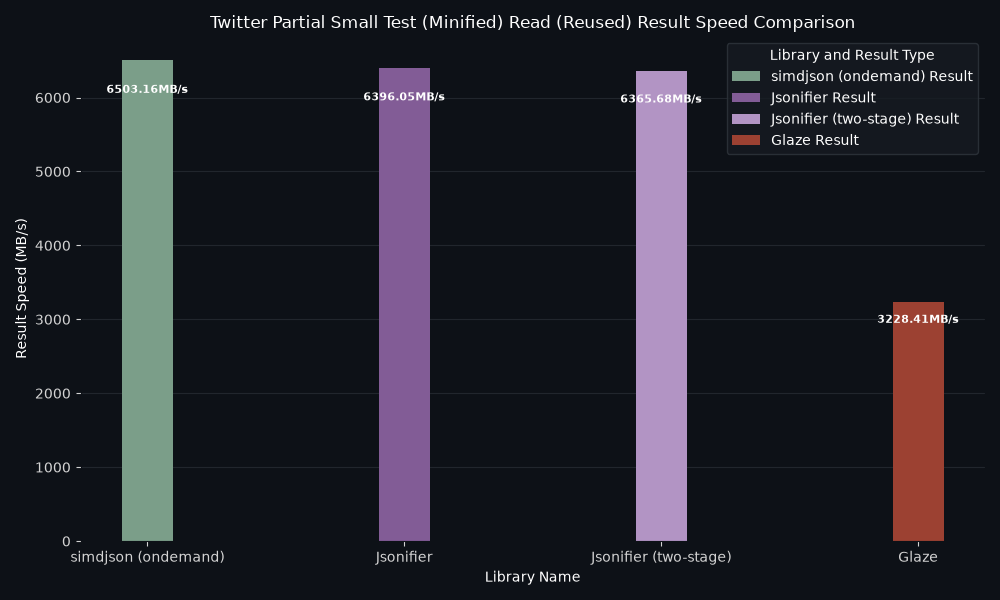 Twitter Partial Small Test (Minified) Read (Reused) Result Speed Comparison
Library and Result Type
simdjson (ondemand) Result
Jsonifier Result
Jsonifier (two-stage) Result
Glaze Result
6503.16MB/s
6396.05MB/s
6365.68MB/s
3228.41MB/s
Result Speed (MB/s)
6000
5000
4000
3000
2000
1000
0
simdjson (ondemand)
Jsonifier
Jsonifier (two-stage)
Glaze
Library Name